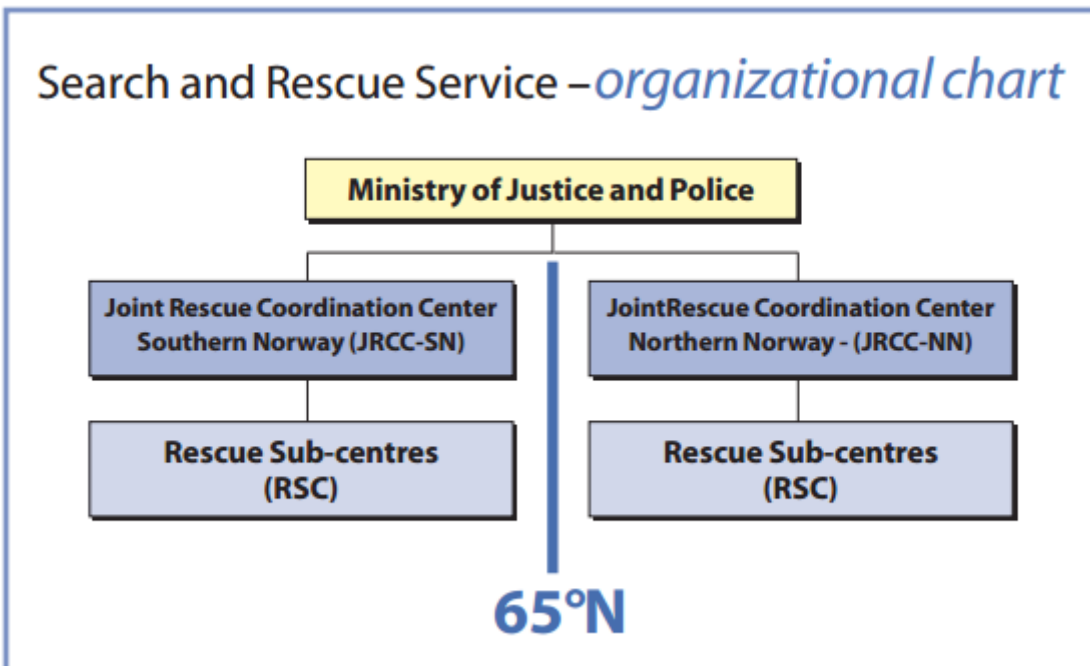 Search and Rescue Service – organizational chart
Ministry of Justice and Police
Joint Rescue Coordination Center
Southern Norway (JRCC-SN)
JointRescue Coordination Center
Northern Norway - (JRCC-NN)
Rescue Sub-centres
(RSC)
Rescue Sub-centres
(RSC)
65°N